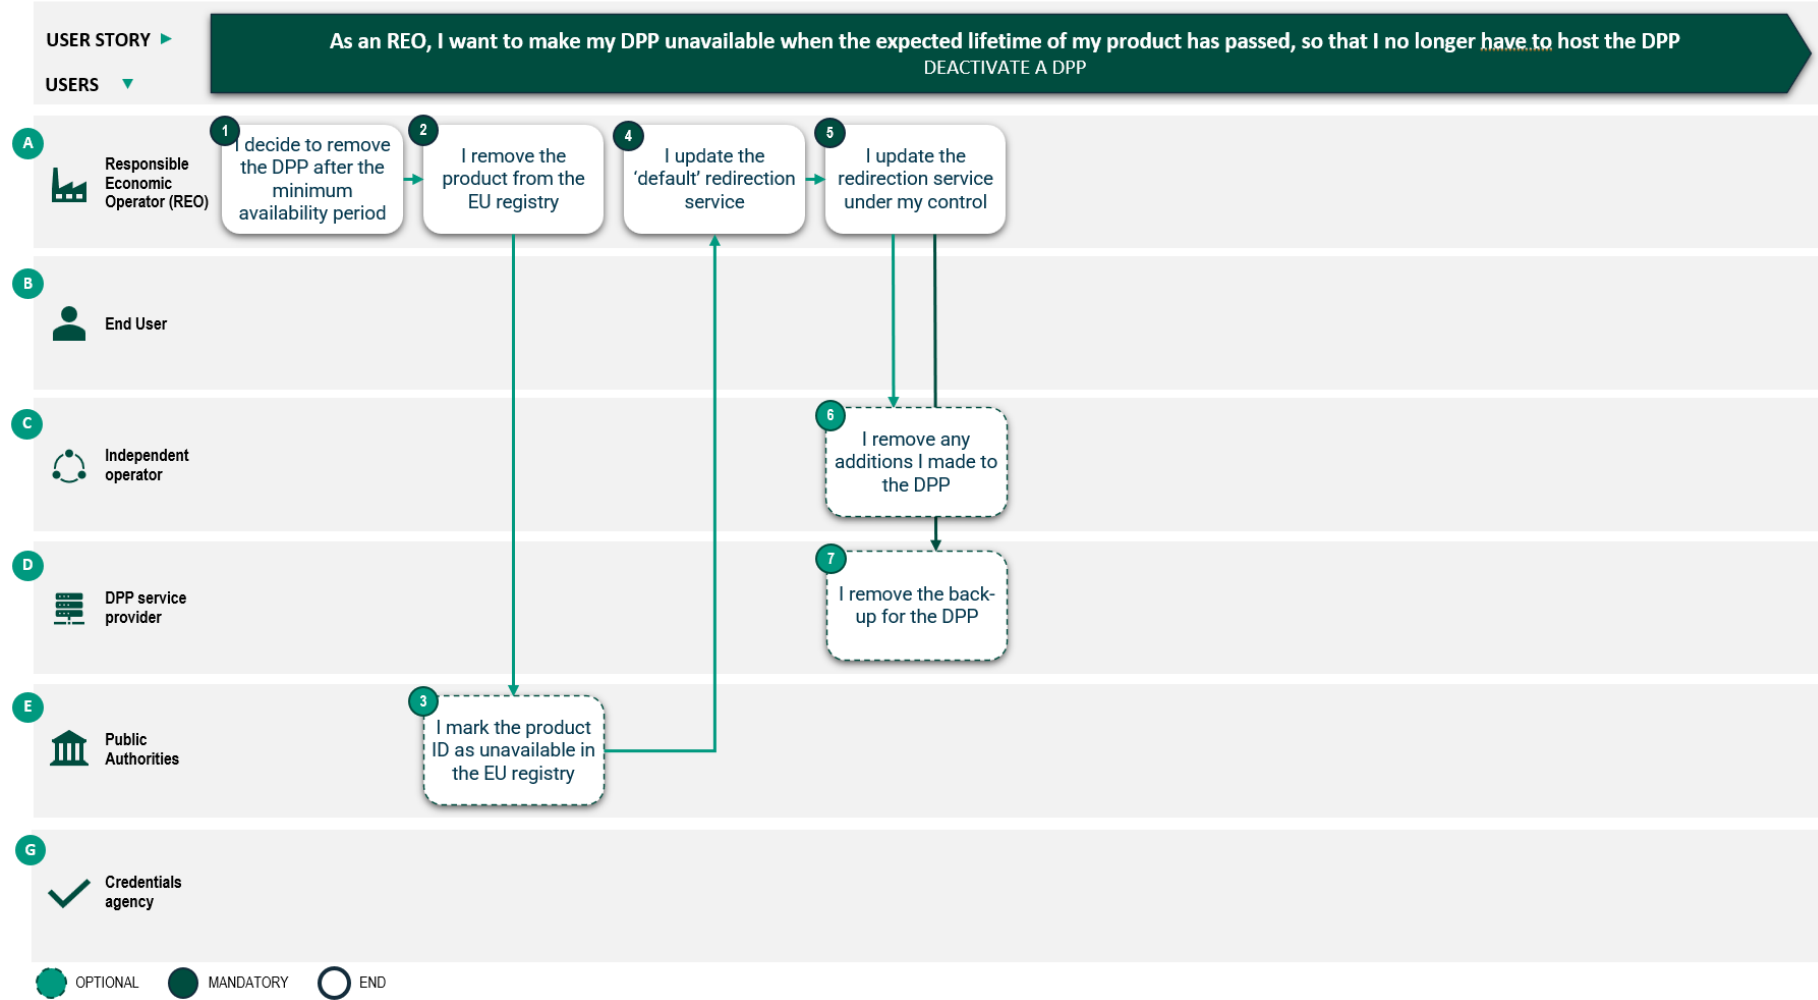 USER STORY
As an REO, I want to make my DPP unavailable when the expected lifetime of my product has passed, so that I no longer have to host the DPP
DEACTIVATE A DPP
USERS
A
Responsible
Economic
Operator (REO)
1
I decide to remove
the DPP after the
minimum
availability period
2
I remove the
product from the
EU registry
4
I update the
‘default’ redirection
service
5
I update the
redirection service
under my control
B
End User
C
Independent
operator
6
I remove any
additions I made to
the DPP
D
DPP service
provider
7
I remove the back-
up for the DPP
E
Public
Authorities
3
I mark the product
ID as unavailable in
the EU registry
G
Credentials
agency
OPTIONAL
MANDATORY
END